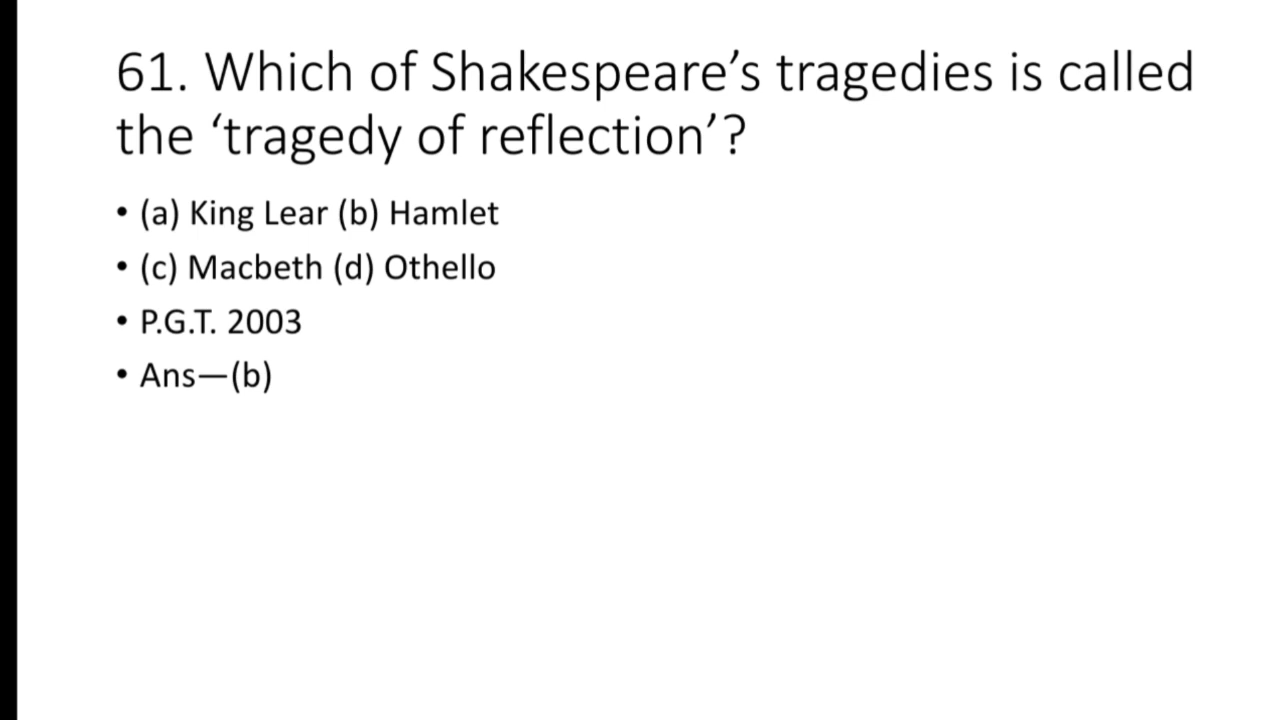 61. Which of Shakespeare’s tragedies is called
the ‘tragedy of reflection’?
• (a) King Lear (b) Hamlet
• (c) Macbeth (d) Othello
• P.G.T. 2003
• Ans—(b)